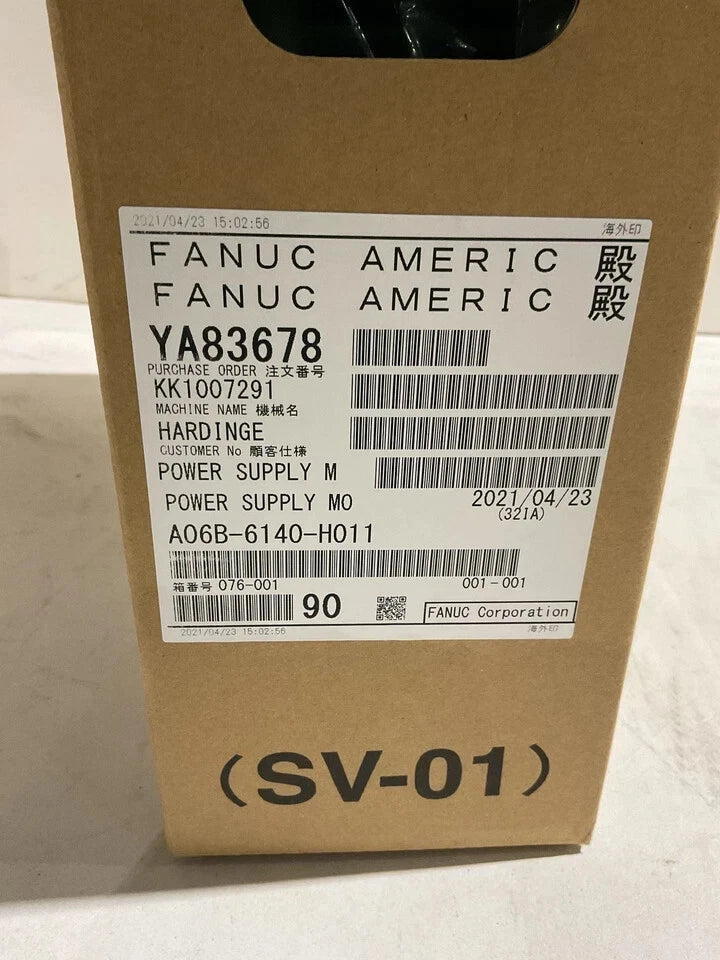 2021/04/23 15:02:56 海外印
FANUC AMERIC 殿
FANUC AMERIC 殿
YA83678
PURCHASE ORDER 注文番号
KK1007291
MACHINE NAME 機械名
HARDINGE
CUSTOMER No 顧客仕様
POWER SUPPLY M
POWER SUPPLY MO 2021/04/23
(321A)
A06B-6140-H011
箱番号 076-001 001-001
90 FANUC Corporation
2021/04/23 15:02:56 海外印
(SV-01)